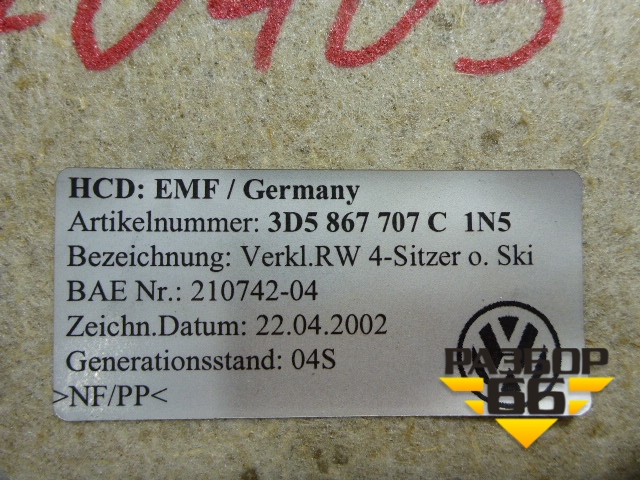 HCD: EMF / Germany
Artikelnummer: 3D5 867 707 C 1N5
Bezeichnung: Verkl.RW 4-Sitzer o. Ski
BAE Nr.: 210742-04
Zeichn.Datum: 22.04.2002
Generationsstand: 04S
>NF/PP<
РАЗБОР
66